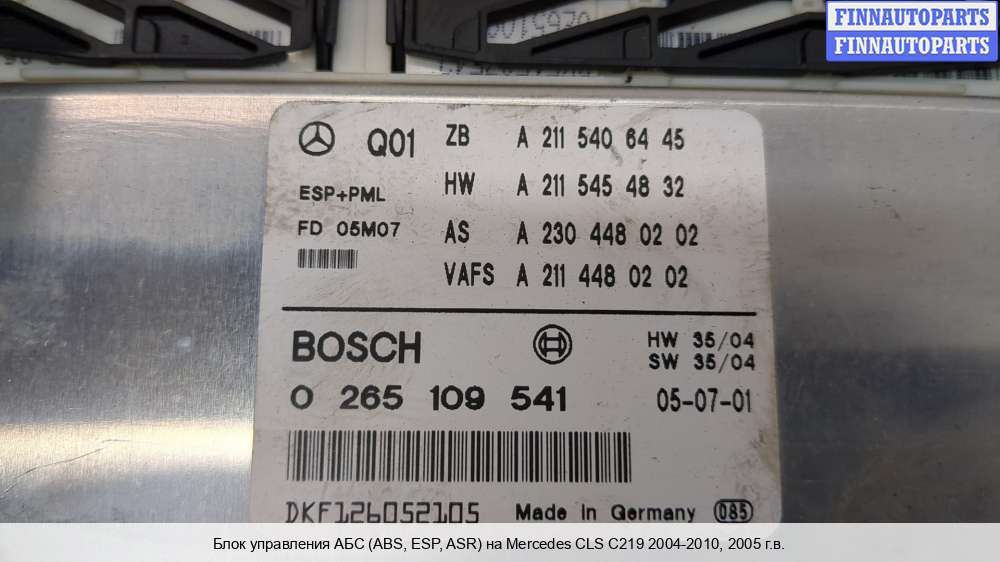 FINNAUTOPARTS
FINNAUTOPARTS
Q01
ZB A 211 540 64 45
ESP+PML
HW A 211 545 48 32
FD 05M07
AS A 230 448 02 02
VAFS A 211 448 02 02
BOSCH
HW 35/04
SW 35/04
0 265 109 541
05-07-01
DKF126052105
Made in Germany
085
Блок управления АБС (ABS, ESP, ASR) на Mercedes CLS C219 2004-2010, 2005 г.в.